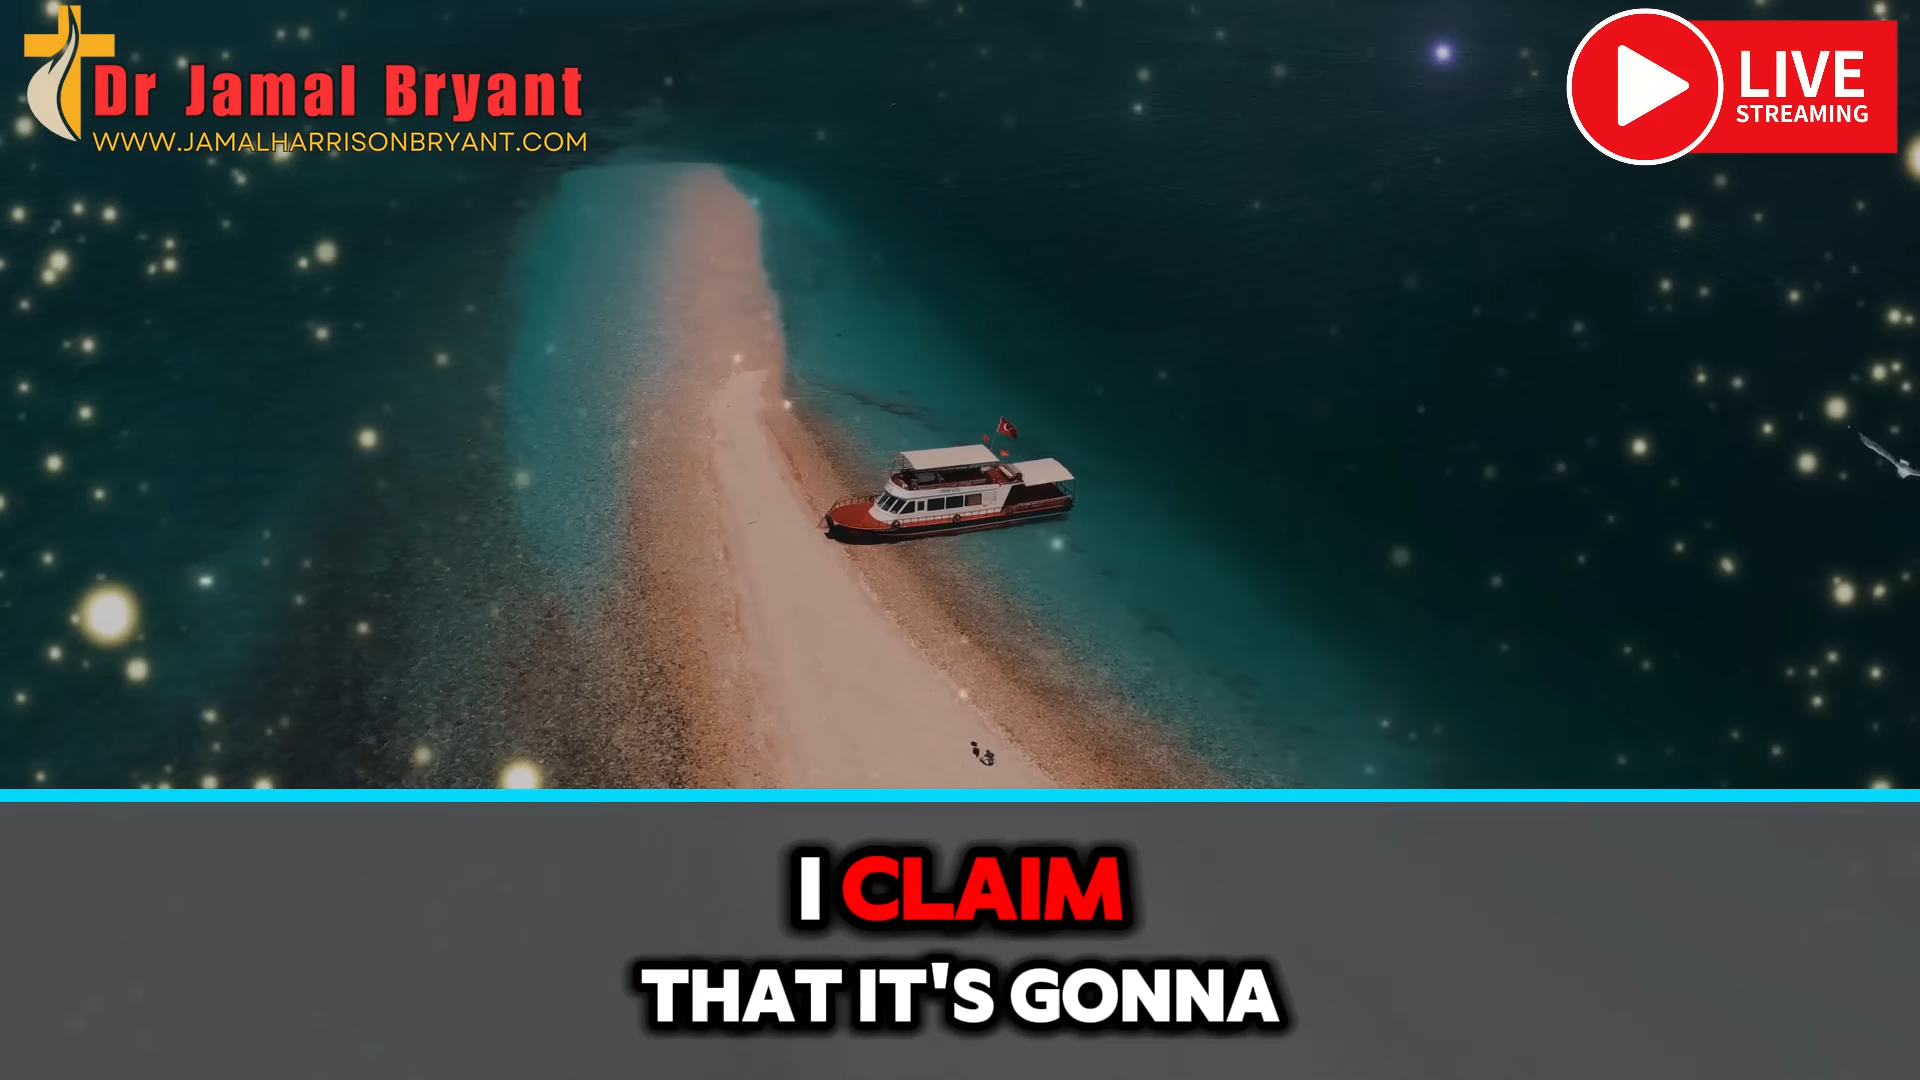 Dr Jamal Bryant
WWW.JAMALHARRISONBRYANT.COM
LIVE
STREAMING
I CLAIM
THAT IT'S GONNA